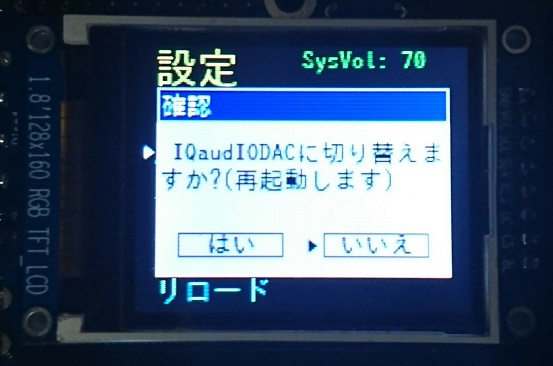 設定
SysVol: 70
確認
IQaudIODACに切り替えま
すか?(再起動します)
はい
いいえ
リロード
1.8'128x160 RGB TFT_LCD